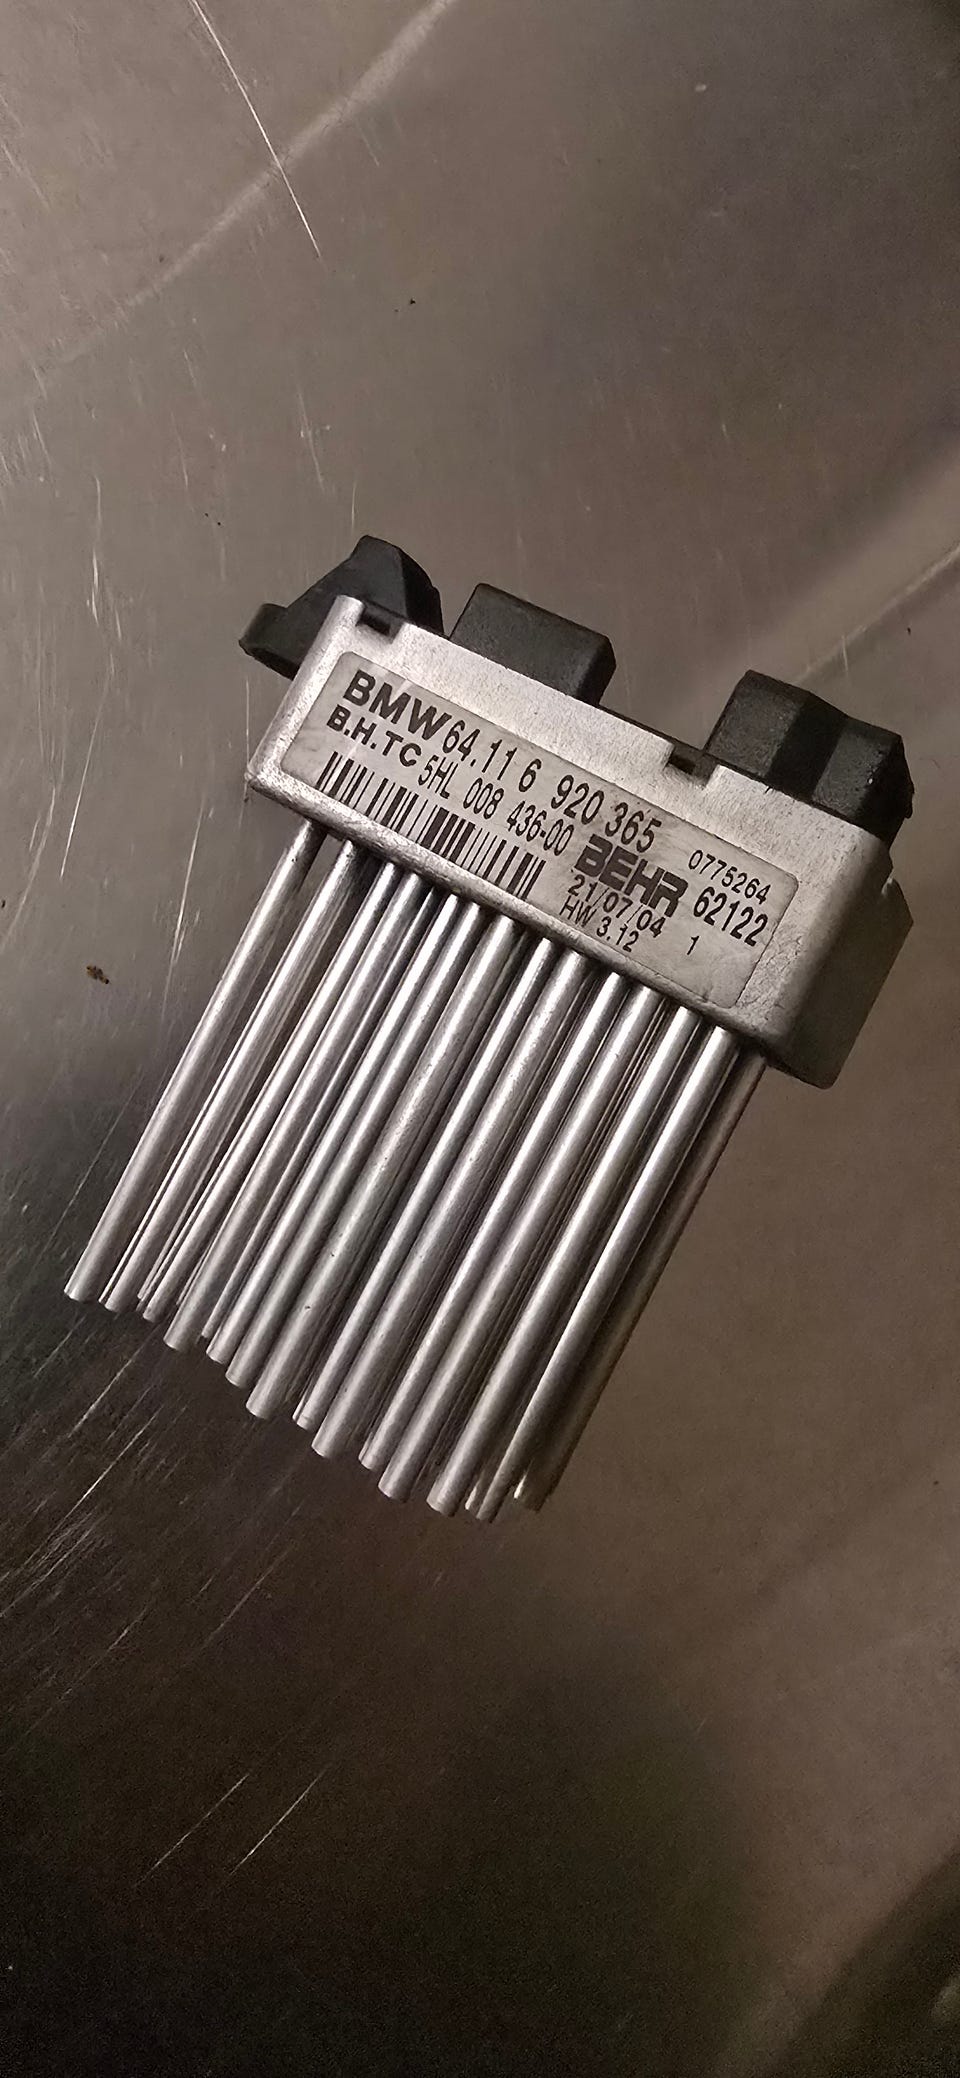 BMW 64.11 6 920 365
B.H.TC 5HL 008 436-00
BEHR
0775264
21/07/04 62122
HW 3.12 1